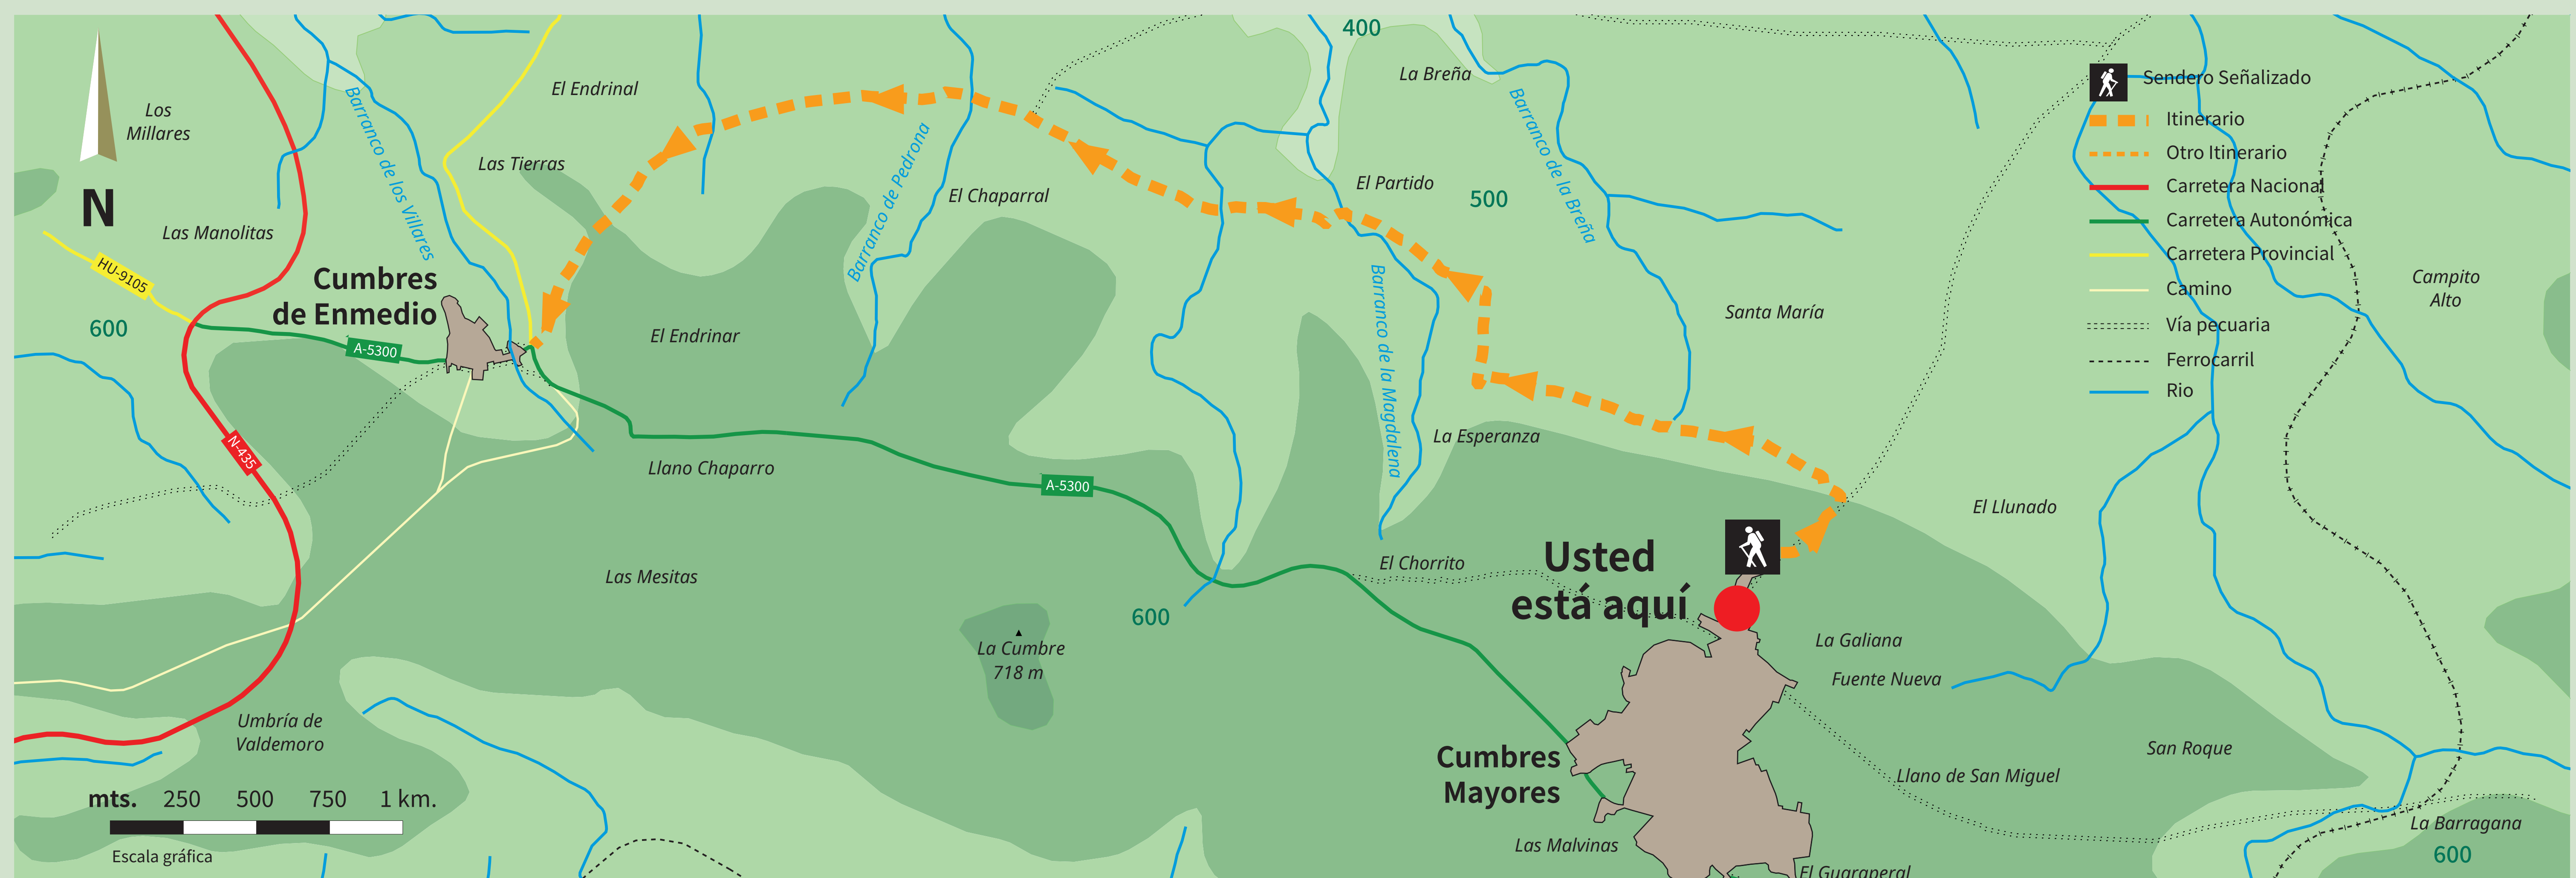 400
La Breña
El Endrinal
Los
Millares
N
Barranco de los Villares
Las Tierras
Las Manolitas
HU-9105
600
Cumbres
de Enmedio
A-5300
N-435
El Endrinar
Barranco de Pedrona
El Chaparral
El Partido
500
Barranco de la Breña
Barranco de la Magdalena
Santa María
La Esperanza
Llano Chaparro
A-5300
Las Mesitas
El Chorrito
600
La Cumbre
718 m
Usted
está aquí
El Llunado
La Galiana
Fuente Nueva
San Roque
Llano de San Miguel
Cumbres
Mayores
Las Malvinas
El Guaraperal
La Barragana
600
Campito
Alto
Umbría de
Valdemoro
mts. 250 500 750 1 km.
Escala gráfica
Sendero Señalizado
Itinerario
Otro Itinerario
Carretera Nacional
Carretera Autonómica
Carretera Provincial
Camino
Vía pecuaria
Ferrocarril
Rio